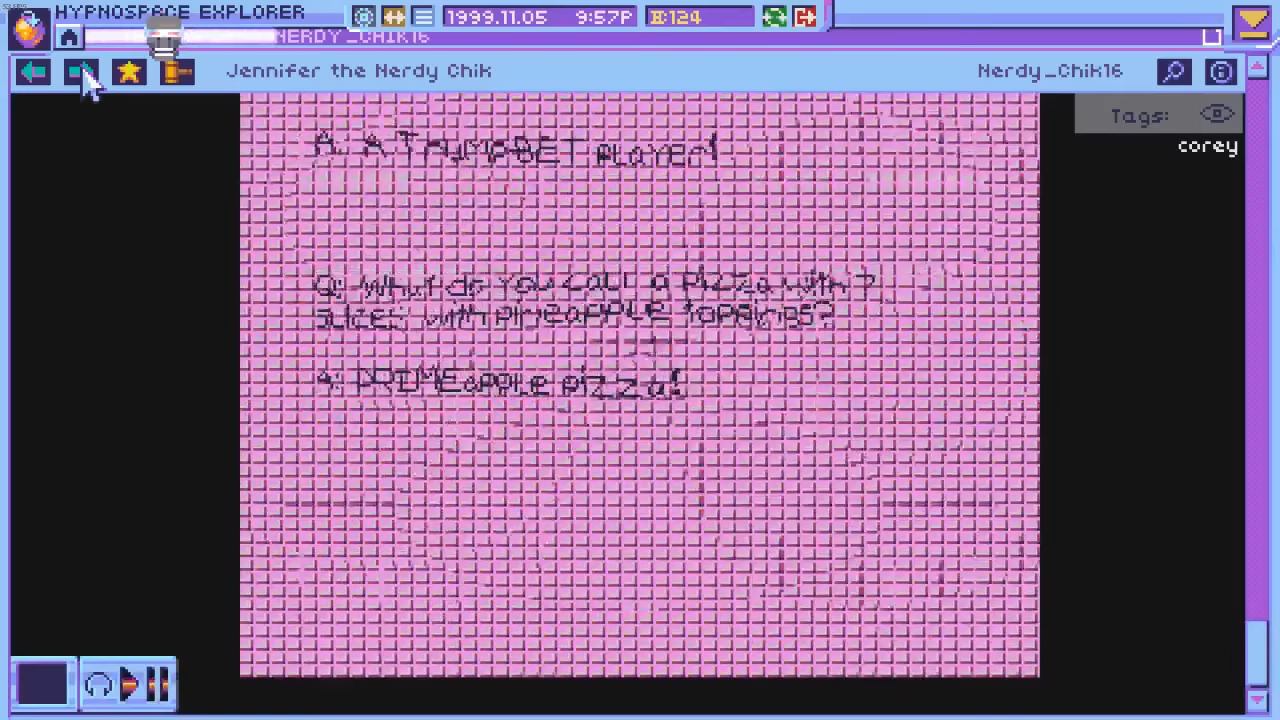 HYPNOSPACE EXPLORER
1999.11.05 9:57P
124
NERDY_CHIK16
Jennifer the Nerdy Chik
Nerdy_Chik16
Tags:
corey
A: A TRUMPBET PLAYER!
Q: What do you call a pizza with 7
slices with pineapple toppings?
A: PRIMEapple pizza!